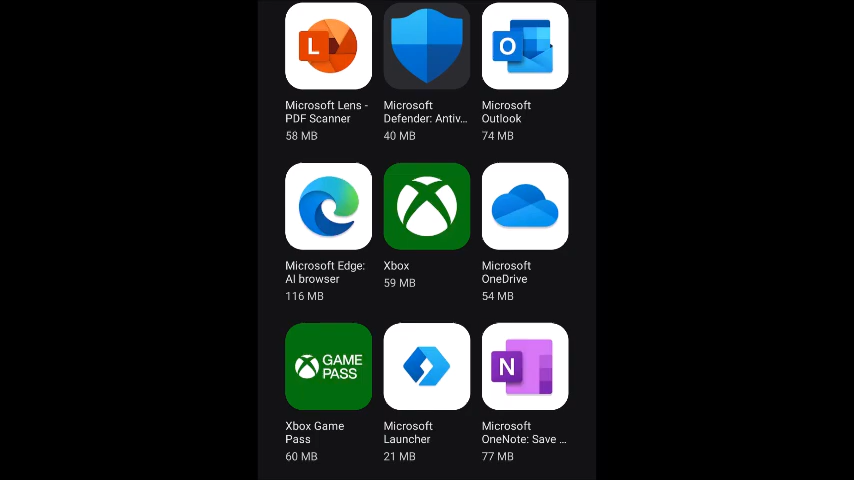 L
O
Microsoft Lens -
PDF Scanner
58 MB
Microsoft
Defender: Antiv...
40 MB
Microsoft
Outlook
74 MB
Microsoft Edge:
AI browser
116 MB
Xbox
59 MB
Microsoft
OneDrive
54 MB
GAME
PASS
N
Xbox Game
Pass
60 MB
Microsoft
Launcher
21 MB
Microsoft
OneNote: Save ...
77 MB